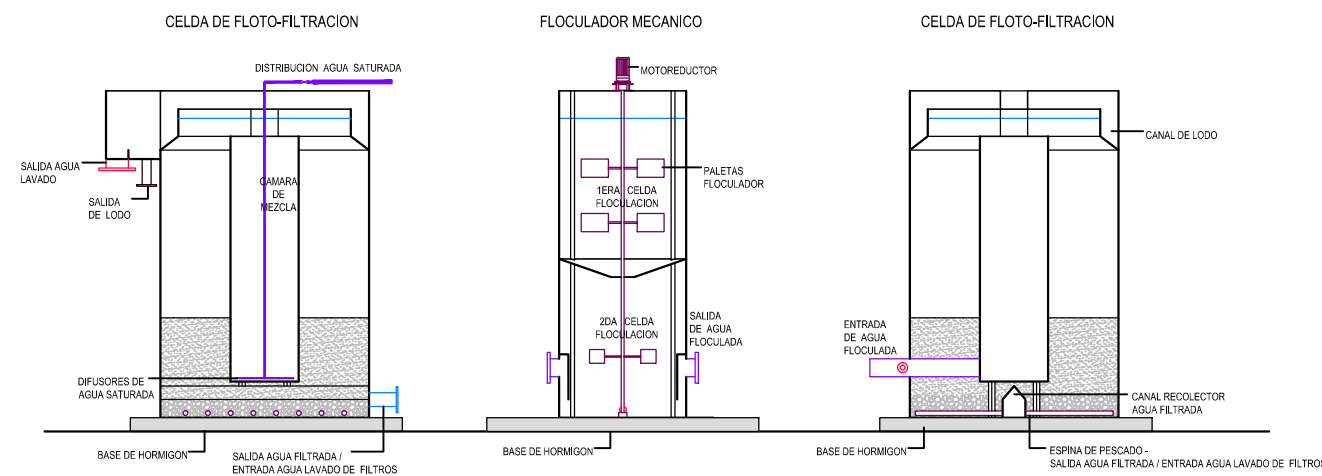 CELDA DE FLOTO-FILTRACION
DISTRIBUCION AGUA SATURADA
SALIDA AGUA
LAVADO
SALIDA
DE LODO
CAMARA
DE
MEZCLA
DIFUSORES DE
AGUA SATURADA
BASE DE HORMIGON
SALIDA AGUA FILTRADA /
ENTRADA AGUA LAVADO DE FILTROS
FLOCULADOR MECANICO
MOTOREDUCTOR
PALETAS
FLOCULADOR
1ERA CELDA
FLOCULACION
2DA CELDA
FLOCULACION
SALIDA
DE AGUA
FLOCULADA
BASE DE HORMIGON
CELDA DE FLOTO-FILTRACION
CANAL DE LODO
ENTRADA
DE AGUA
FLOCULADA
CANAL RECOLECTOR
AGUA FILTRADA
BASE DE HORMIGON
ESPINA DE PESCADO -
SALIDA AGUA FILTRADA / ENTRADA AGUA LAVADO DE FILTROS